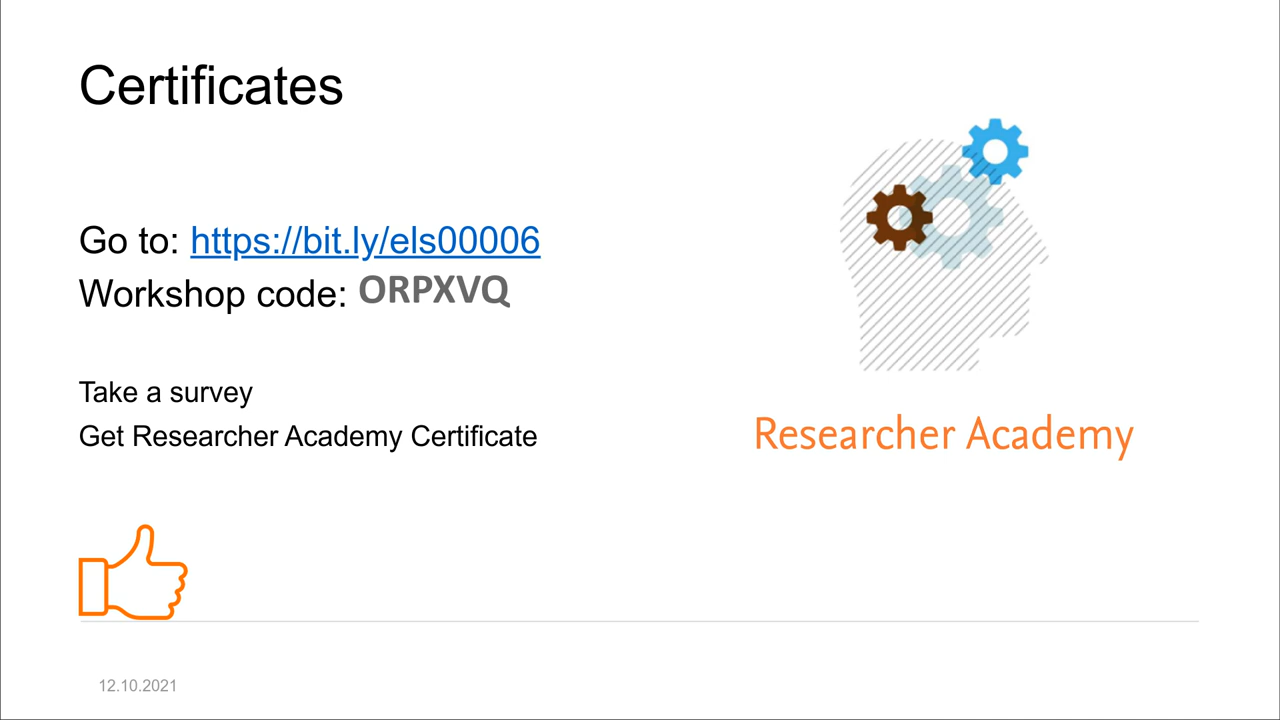 Certificates
Go to: https://bit.ly/els00006
Workshop code: ORPXVQ
Take a survey
Get Researcher Academy Certificate
Researcher Academy
12.10.2021